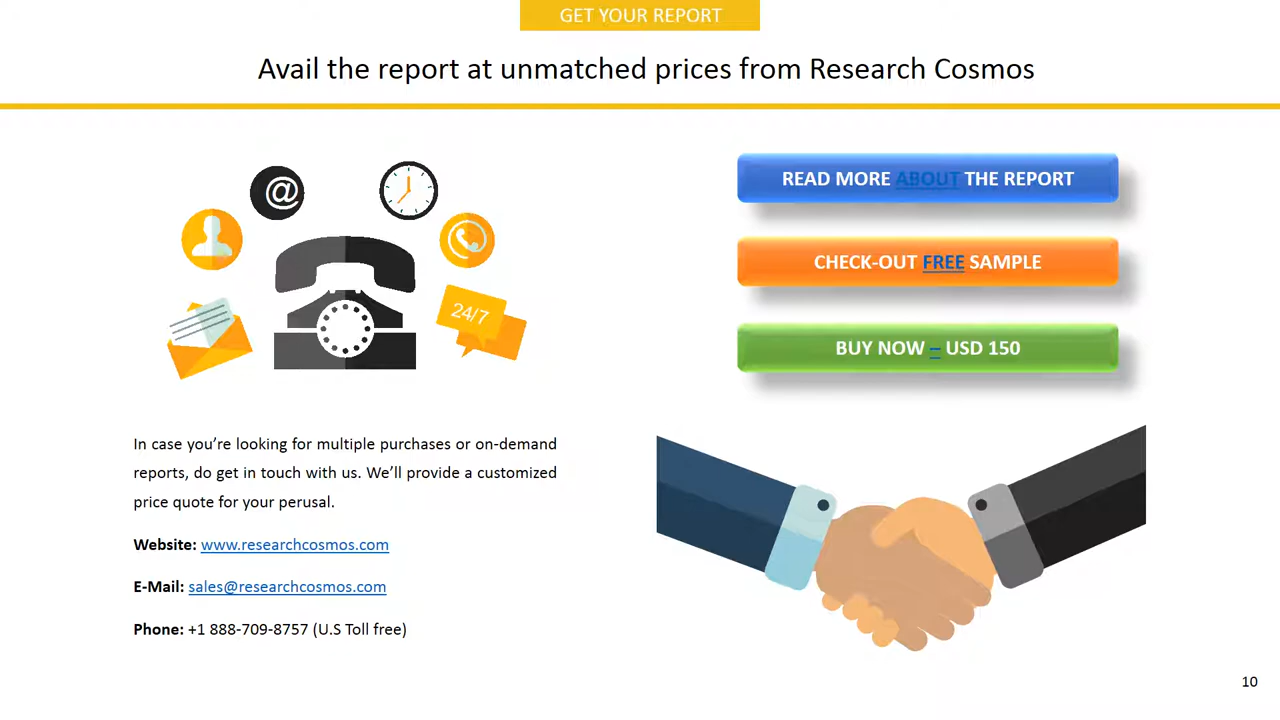 GET YOUR REPORT
Avail the report at unmatched prices from Research Cosmos
@
24/7
READ MORE ABOUT THE REPORT
CHECK-OUT FREE SAMPLE
BUY NOW – USD 150
In case you’re looking for multiple purchases or on-demand
reports, do get in touch with us. We’ll provide a customized
price quote for your perusal.
Website: www.researchcosmos.com
E-Mail: sales@researchcosmos.com
Phone: +1 888-709-8757 (U.S Toll free)
10